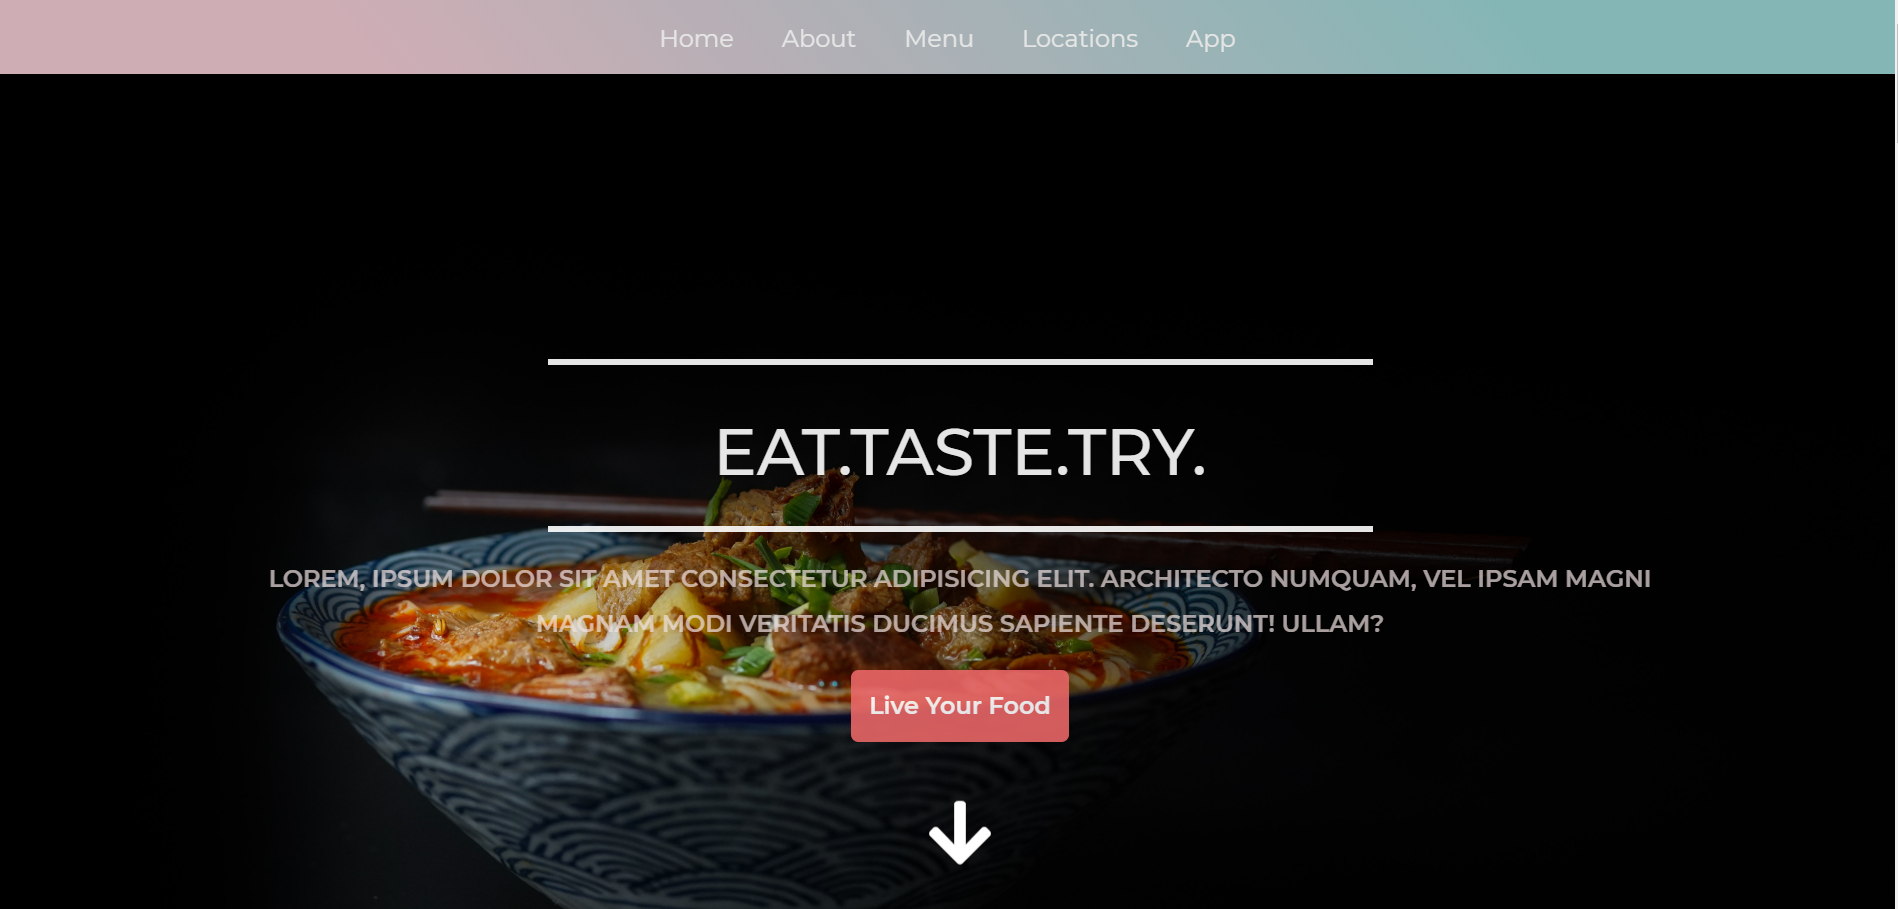 Home About Menu Locations App
EAT.TASTE.TRY.
LOREM, IPSUM DOLOR SIT AMET CONSECTETUR ADIPISICING ELIT. ARCHITECTO NUMQUAM, VEL IPSAM MAGNI
MAGNAM MODI VERITATIS DUCIMUS SAPIENTE DESERUNT! ULLAM?
Live Your Food